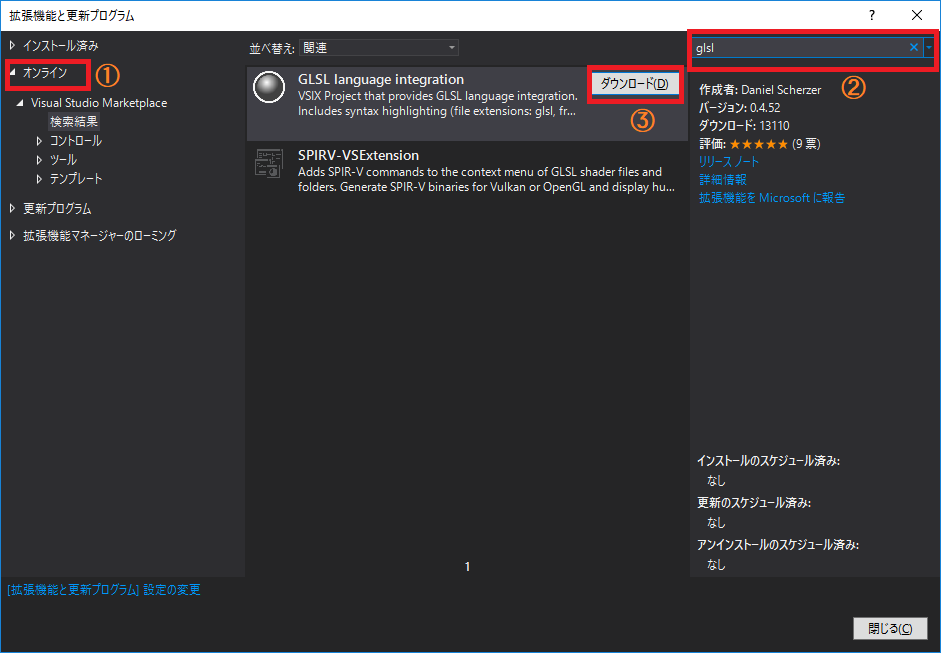 拡張機能と更新プログラム
?
インストール済み
オンライン
①
Visual Studio Marketplace
検索結果
コントロール
ツール
テンプレート
更新プログラム
拡張機能マネージャーのローミング
並べ替え: 関連
GLSL language integration
VSIX Project that provides GLSL language integration.
Includes syntax highlighting (file extensions: glsl, fr...
ダウンロード(D)
③
SPIRV-VSExtension
Adds SPIR-V commands to the context menu of GLSL shader files and
folders. Generate SPIR-V binaries for Vulkan or OpenGL and display hu...
1
glsl
②
作成者: Daniel Scherzer
バージョン: 0.4.52
ダウンロード: 13110
評価: ★★★★★ (9 票)
リリース ノート
詳細情報
拡張機能を Microsoft に報告
インストールのスケジュール済み:
なし
更新のスケジュール済み:
なし
アンインストールのスケジュール済み:
なし
[拡張機能と更新プログラム] 設定の変更
閉じる(C)